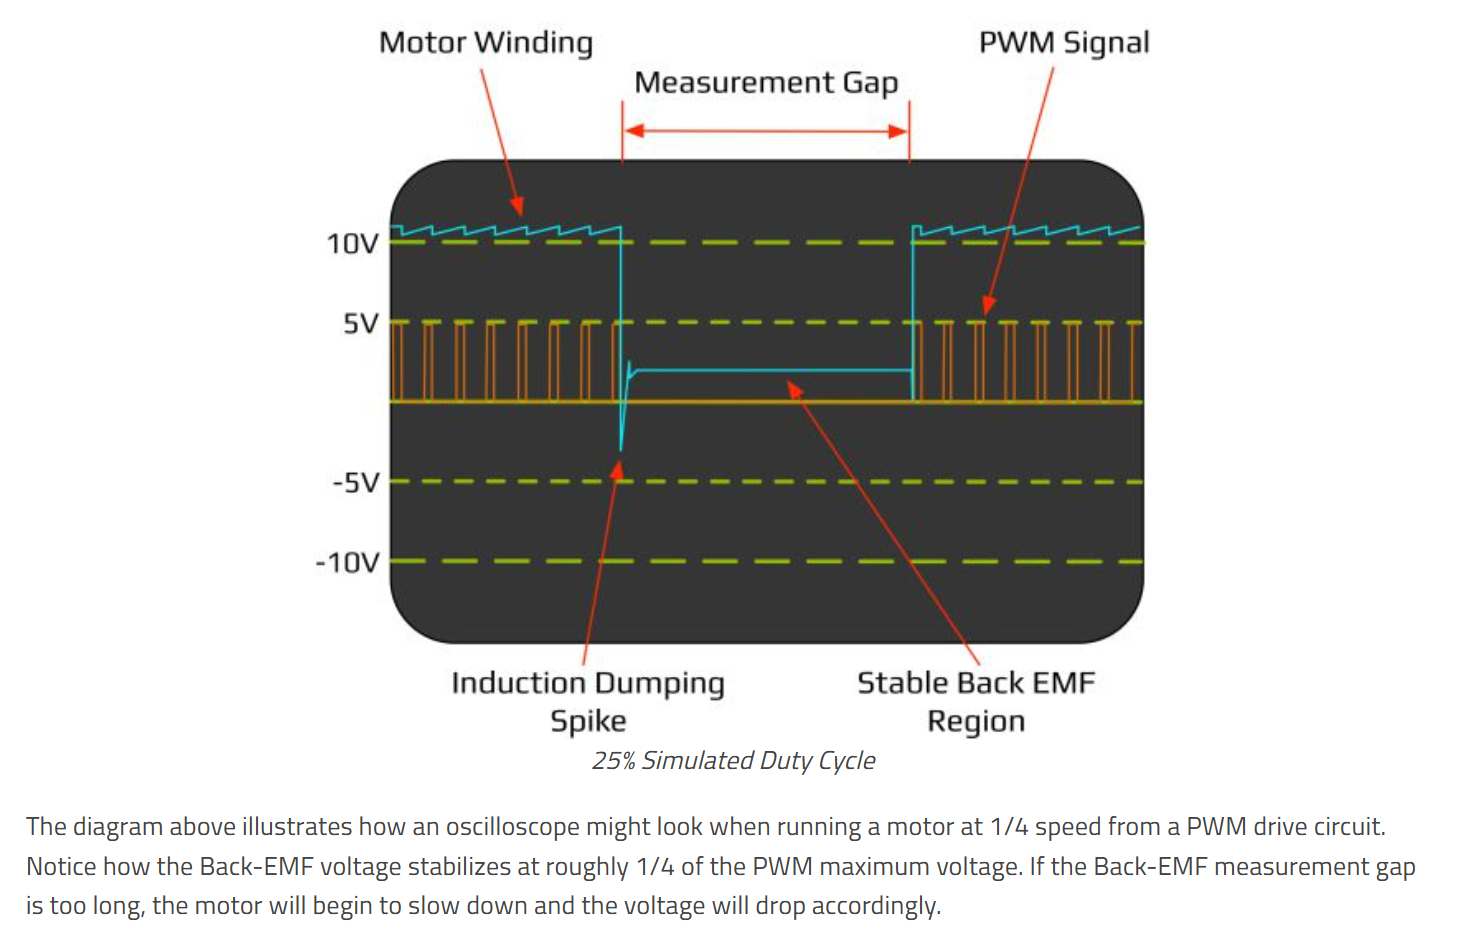 Motor Winding
PWM Signal
Measurement Gap
10V
5V
-5V
-10V
Induction Dumping
Spike
Stable Back EMF
Region
25% Simulated Duty Cycle
The diagram above illustrates how an oscilloscope might look when running a motor at 1/4 speed from a PWM drive circuit.
Notice how the Back-EMF voltage stabilizes at roughly 1/4 of the PWM maximum voltage. If the Back-EMF measurement gap
is too long, the motor will begin to slow down and the voltage will drop accordingly.